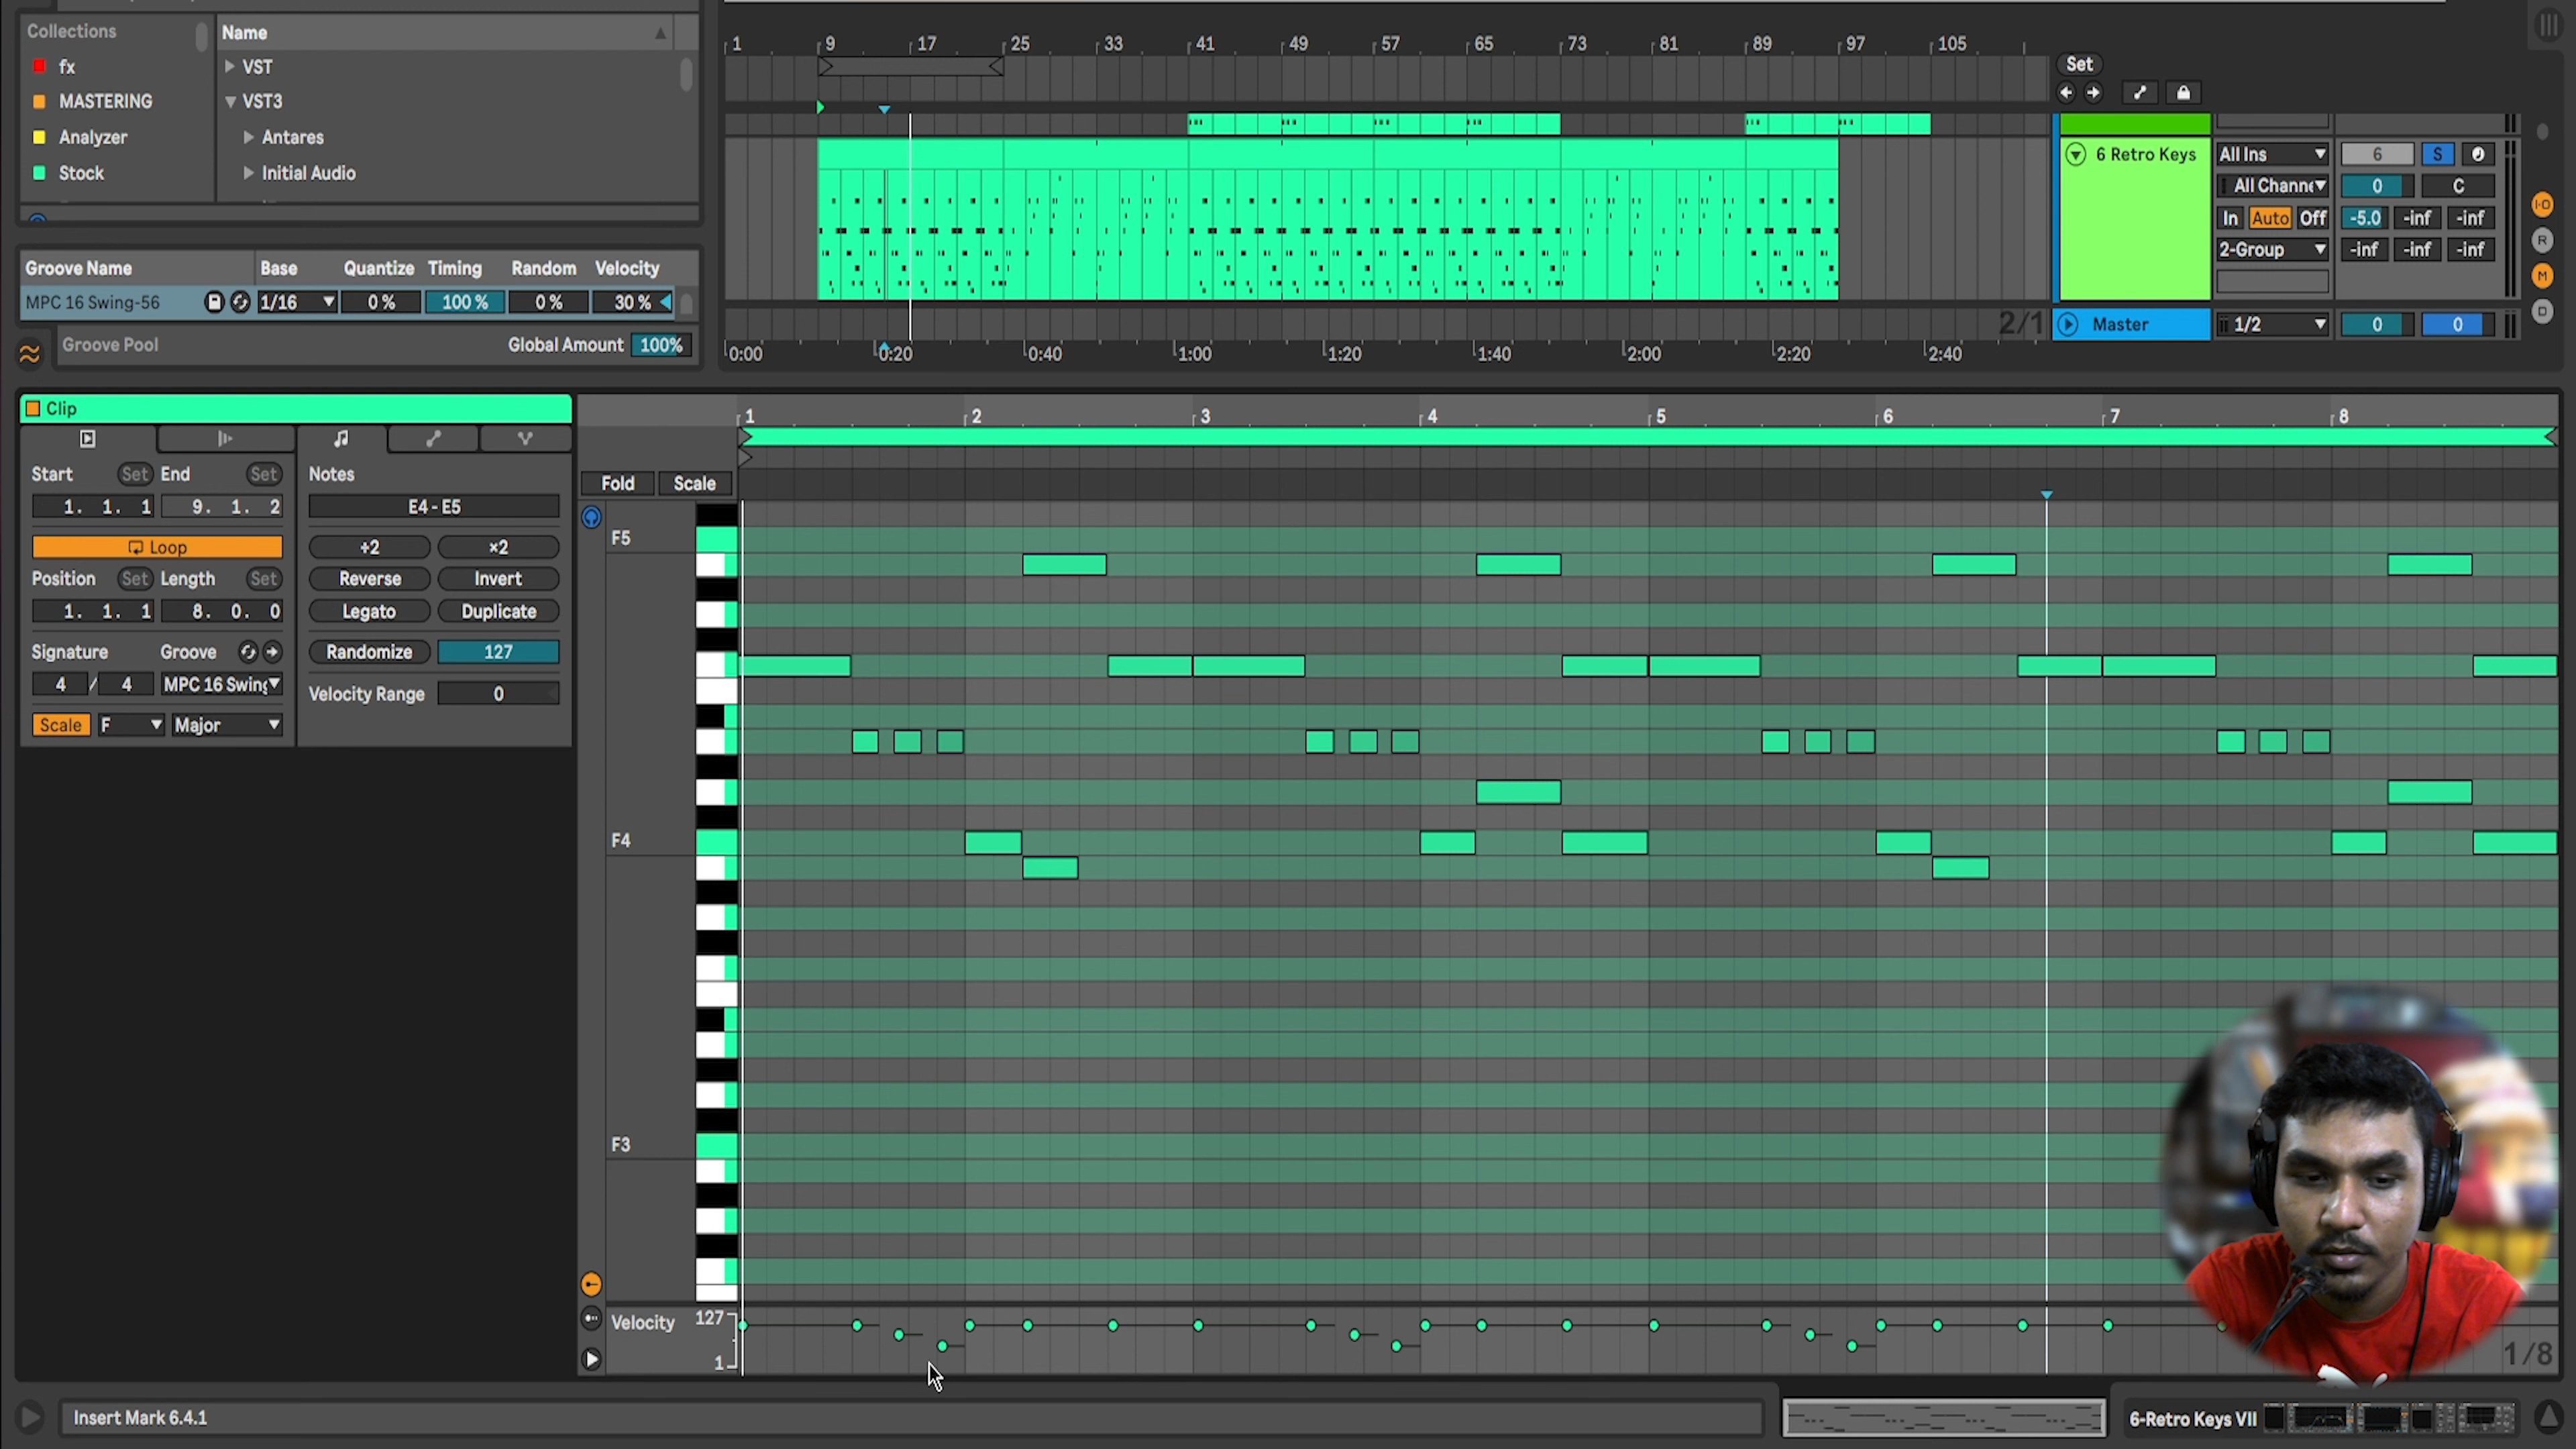 Collections
Name
fx
VST
MASTERING
VST3
Analyzer
Antares
Stock
Initial Audio
Groove Name Base Quantize Timing Random Velocity
MPC 16 Swing-56 1/16 0 % 100 % 0 % 30 %
Groove Pool Global Amount 100%
1 9 17 25 33 41 49 57 65 73 81 89 97 105
Set
6 Retro Keys All Ins 6 S
All Channe 0 C
In Auto Off -5.0 -inf -inf
2-Group -inf -inf -inf
I·O
R
M
D
2/1
Master 1/2 0 0
0:00 0:20 0:40 1:00 1:20 1:40 2:00 2:20 2:40
Clip
Start Set End Set
1. 1. 1 9. 1. 2
Loop
Position Set Length Set
1. 1. 1 8. 0. 0
Signature Groove
4 / 4 MPC 16 Swing
Scale F Major
Notes
E4 - E5
÷2 ×2
Reverse Invert
Legato Duplicate
Randomize 127
Velocity Range 0
1 2 3 4 5 6 7 8
Fold Scale
F5
F4
F3
Velocity 127
1
1/8
Insert Mark 6.4.1
6-Retro Keys VII